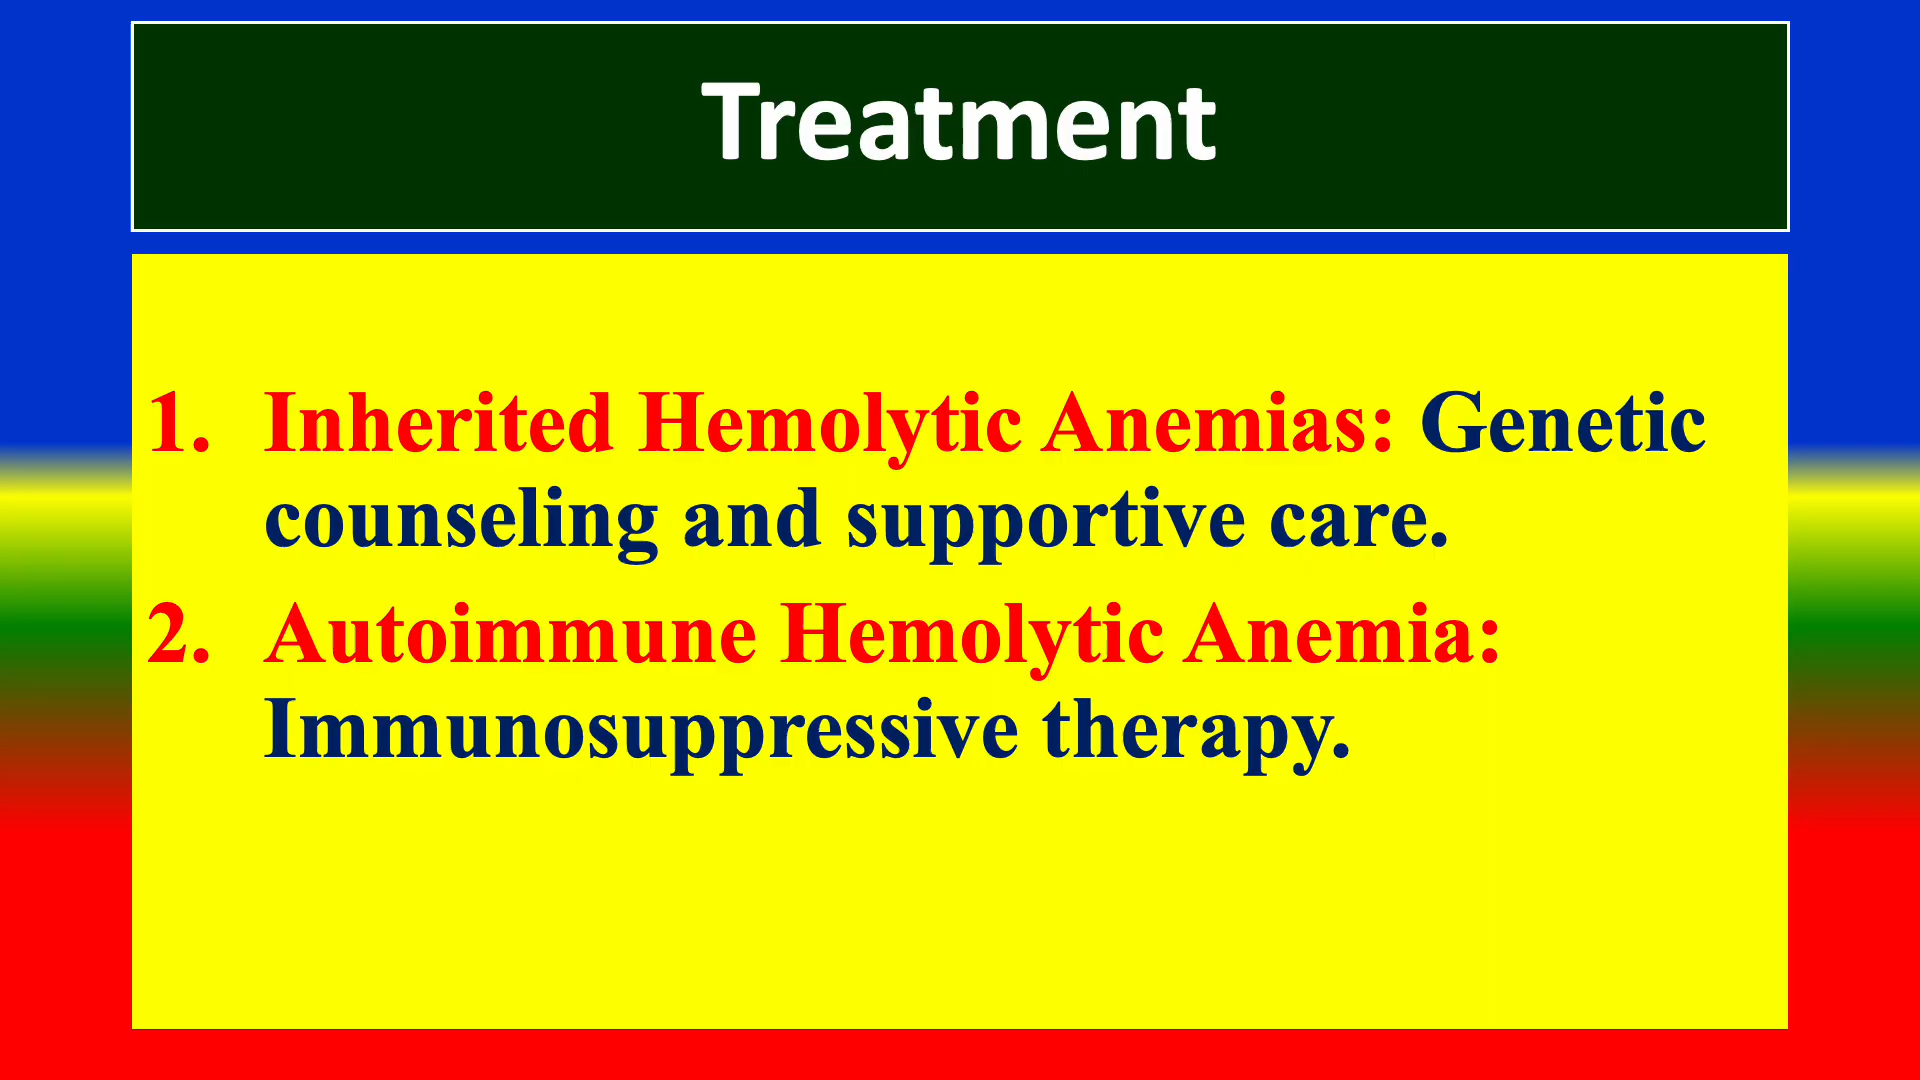 Treatment
1. Inherited Hemolytic Anemias: Genetic
counseling and supportive care.
2. Autoimmune Hemolytic Anemia:
Immunosuppressive therapy.